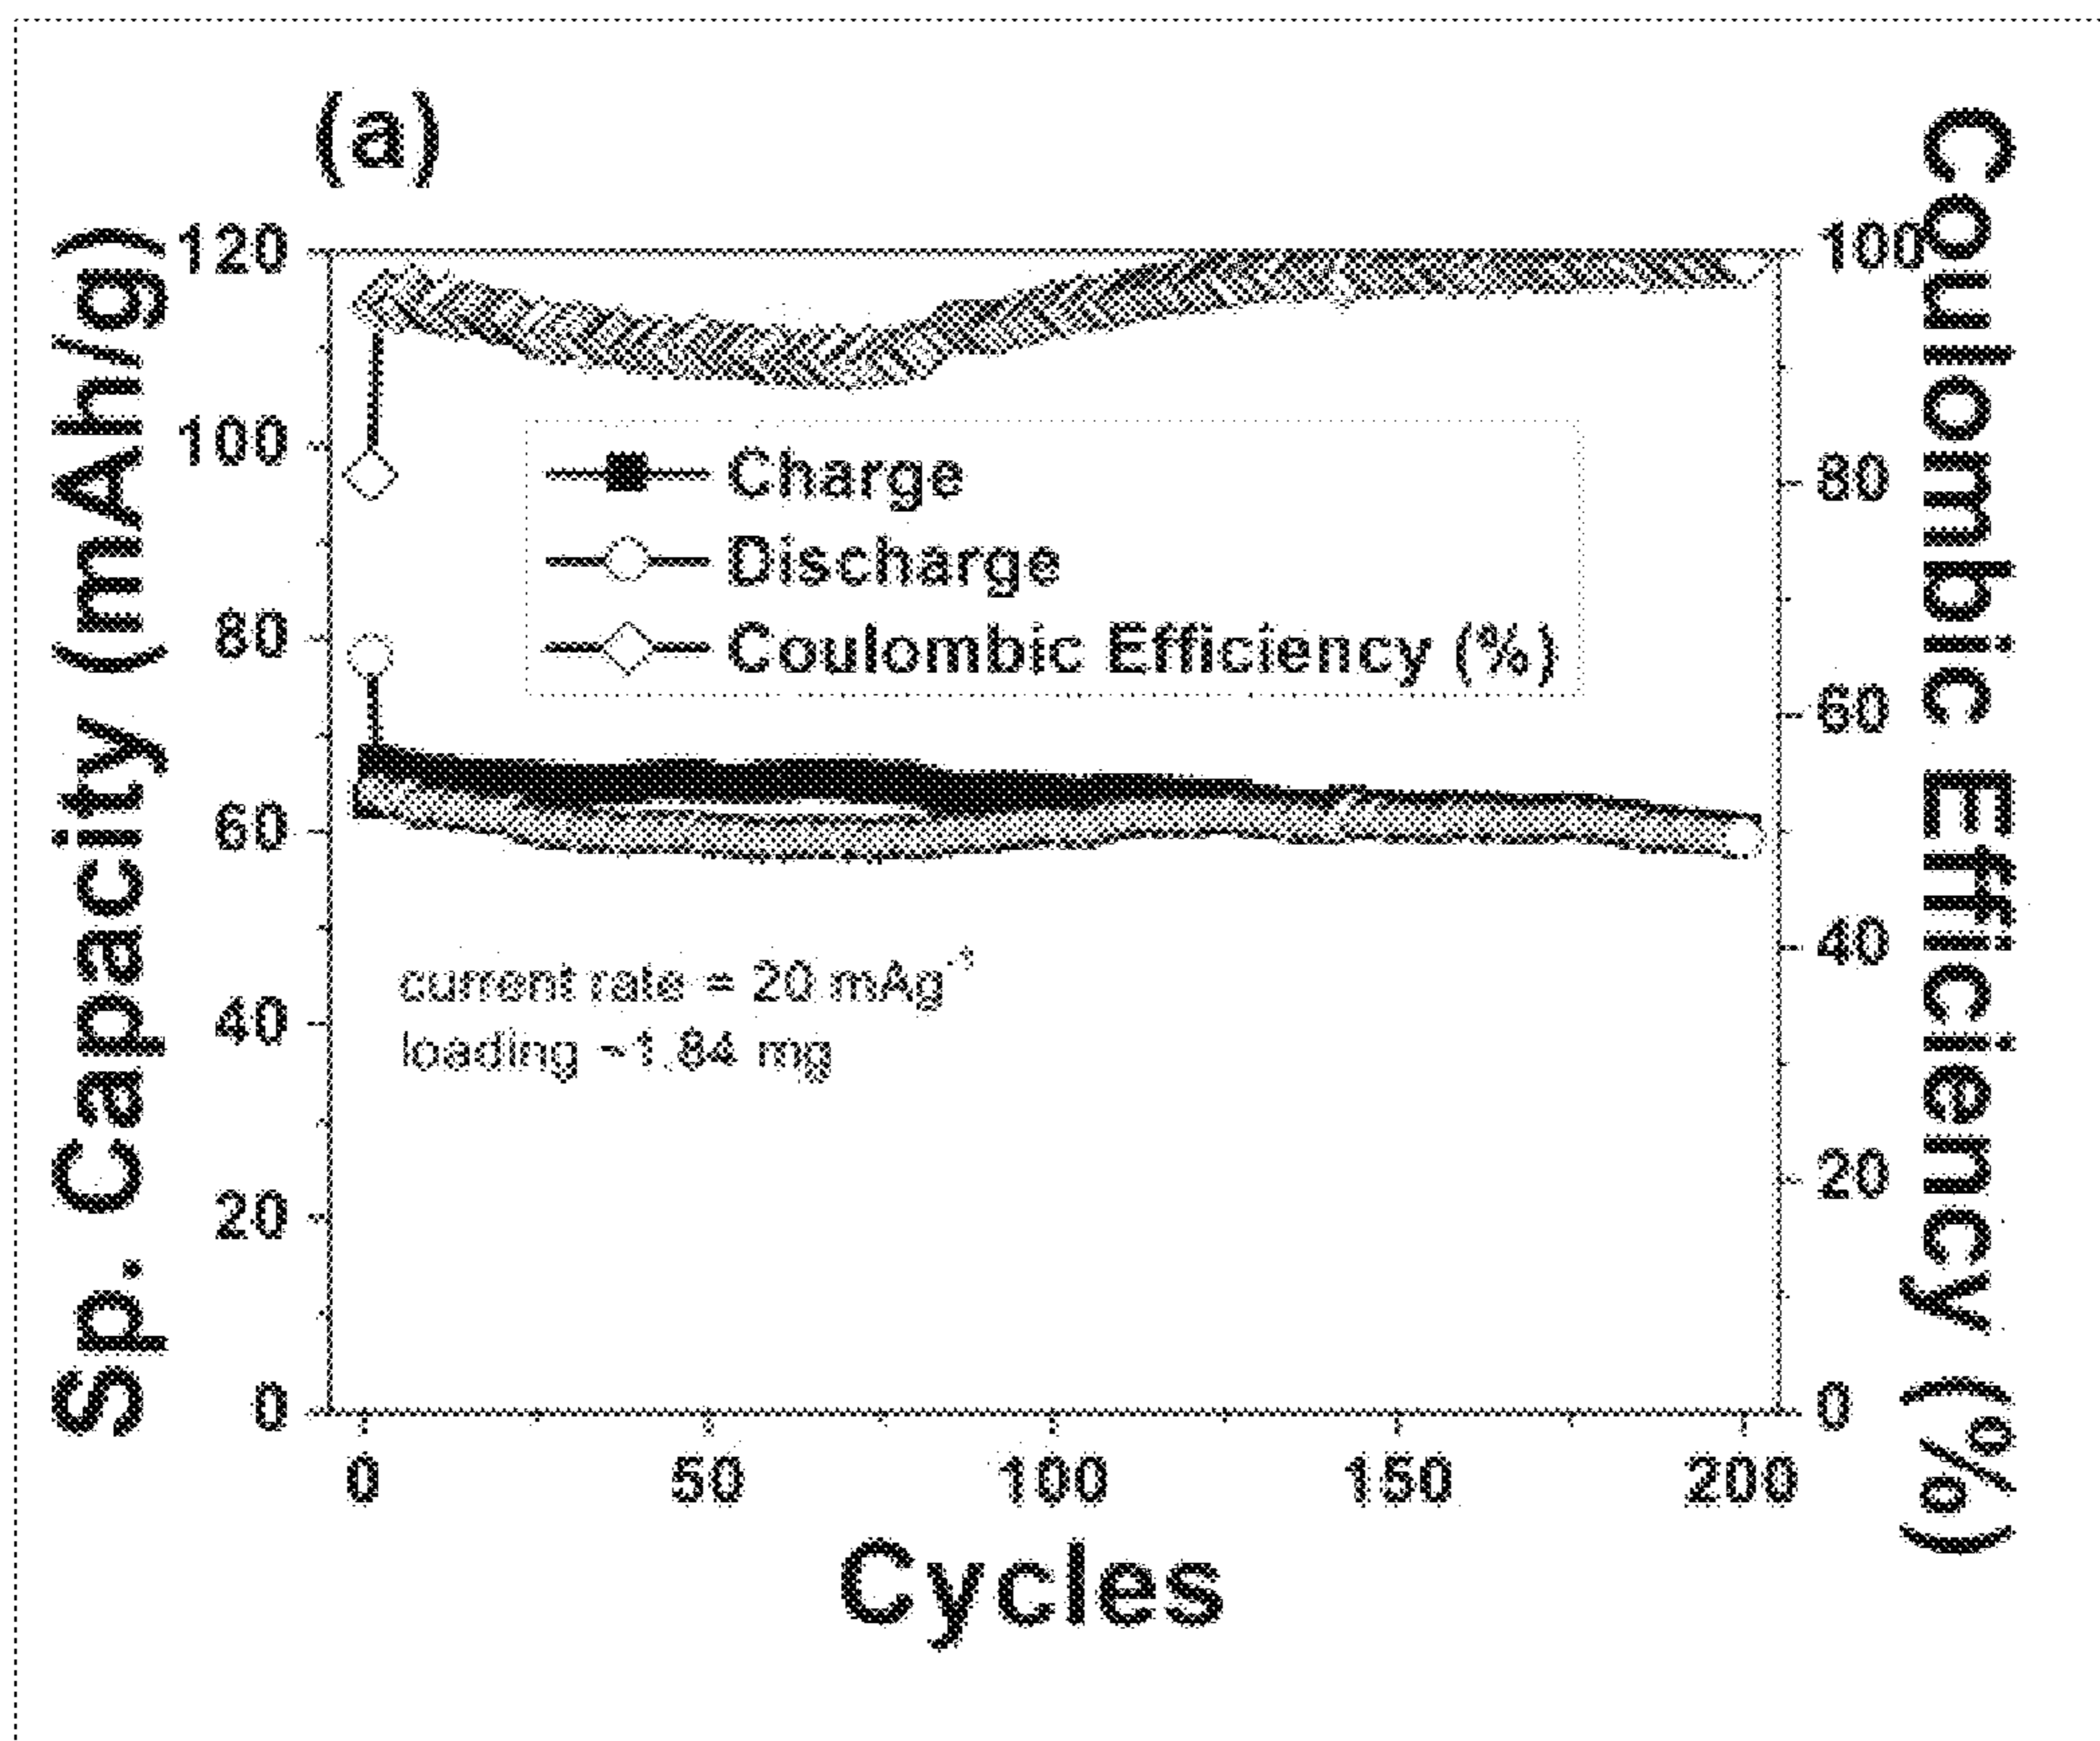 (a)
Sp. Capacity (mAh/g)
120
100
80
60
40
20
0
Charge
Discharge
Coulombic Efficiency (%)
current rate = 20 mAg⁻¹
loading ~1.84 mg
100
80
60
40
20
0
Coulombic Efficiency (%)
0 50 100 150 200
Cycles